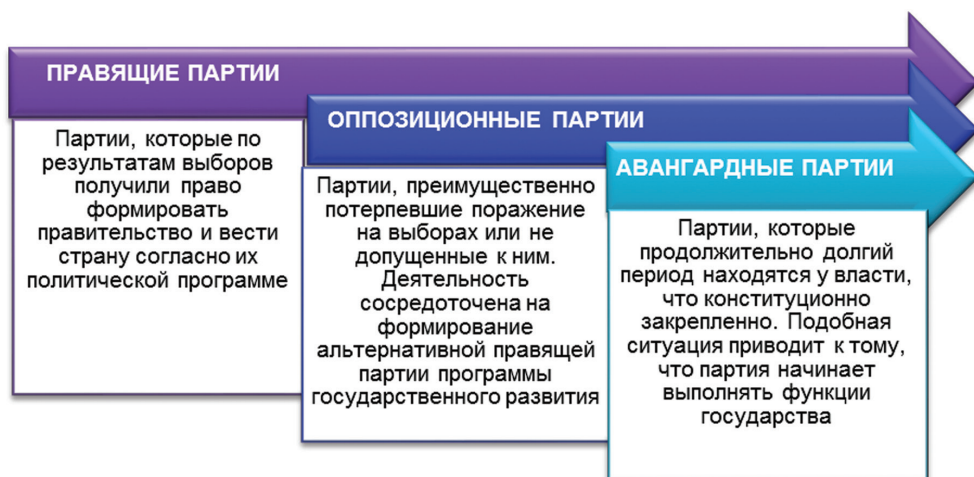 ПРАВЯЩИЕ ПАРТИИ
Партии, которые по
результатам выборов
получили право
формировать
правительство и вести
страну согласно их
политической программе
ОППОЗИЦИОННЫЕ ПАРТИИ
Партии, преимущественно
потерпевшие поражение
на выборах или не
допущенные к ним.
Деятельность
сосредоточена на
формирование
альтернативной правящей
партии программы
государственного развития
АВАНГАРДНЫЕ ПАРТИИ
Партии, которые
продолжительно долгий
период находятся у власти,
что конституционно
закрепленно. Подобная
ситуация приводит к тому,
что партия начинает
выполнять функции
государства